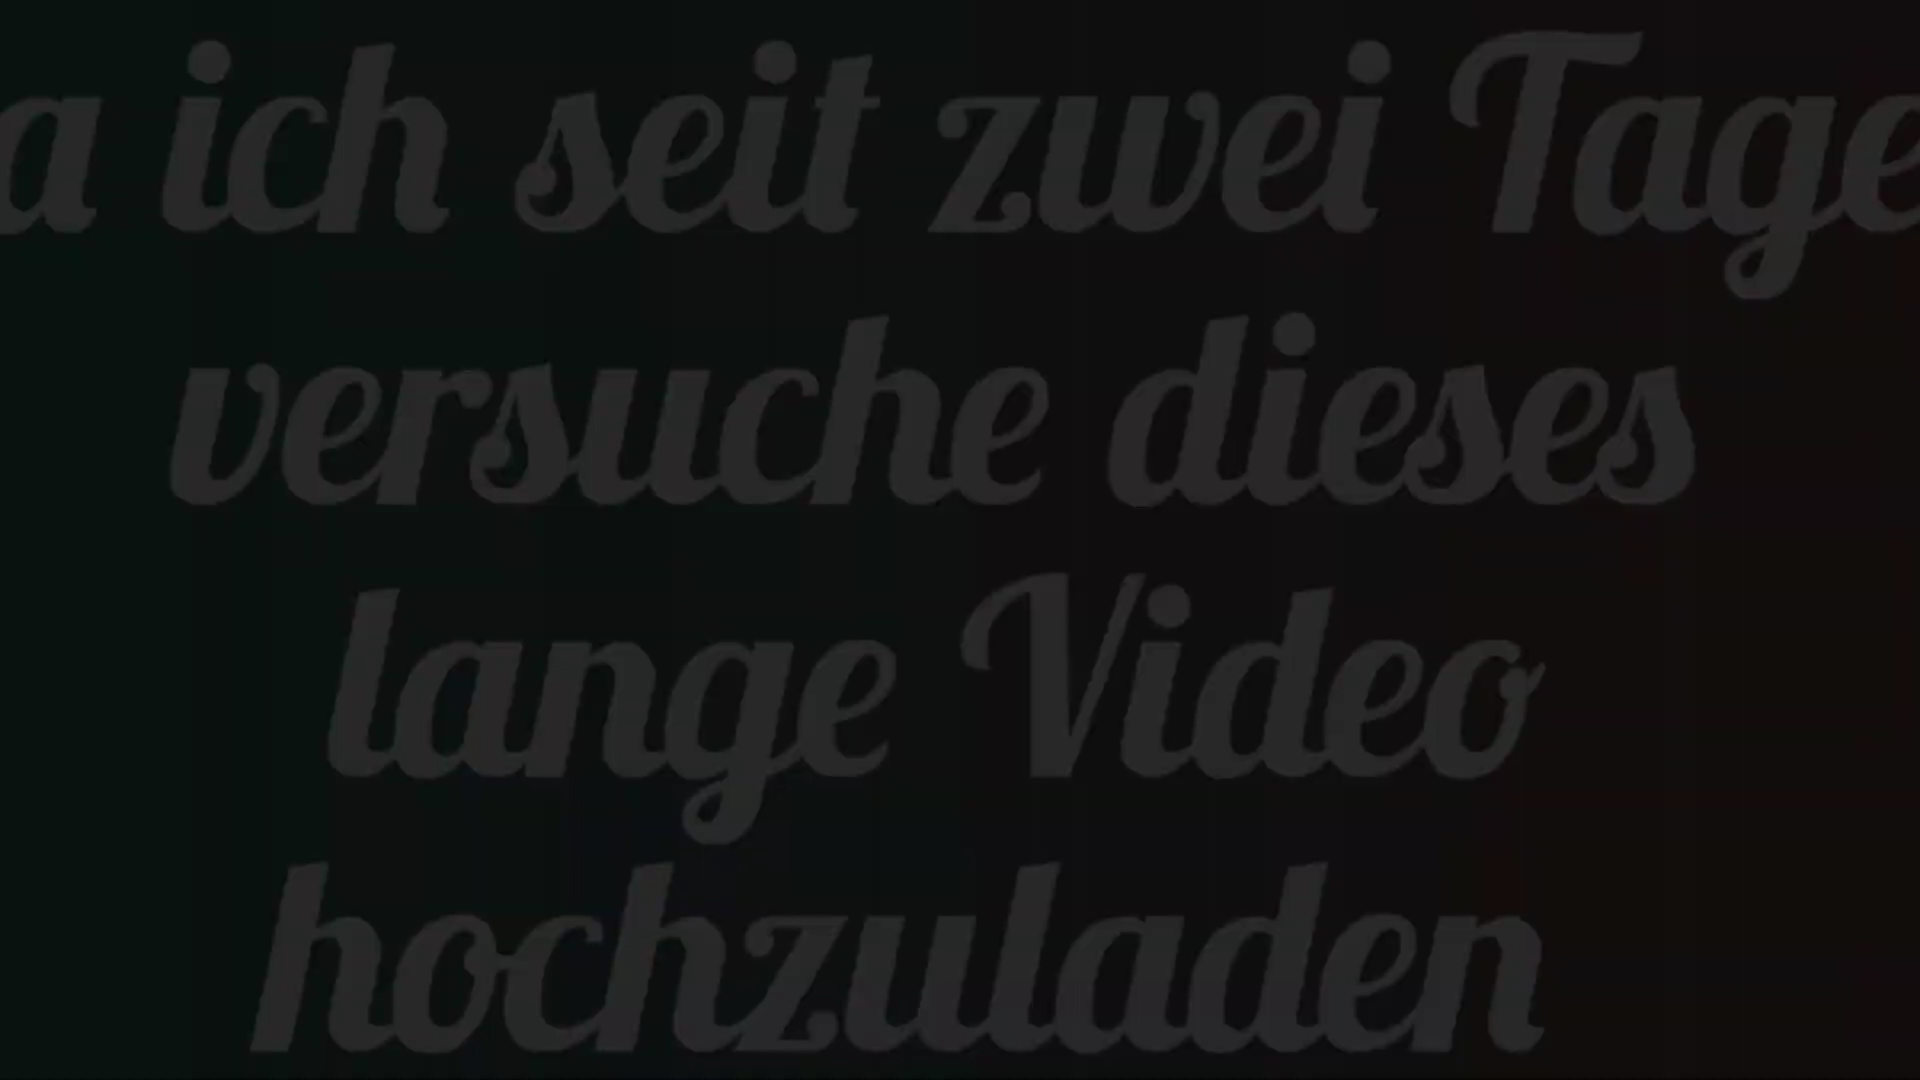 a ich seit zwei Tage
versuche dieses
lange Video
hochzuladen